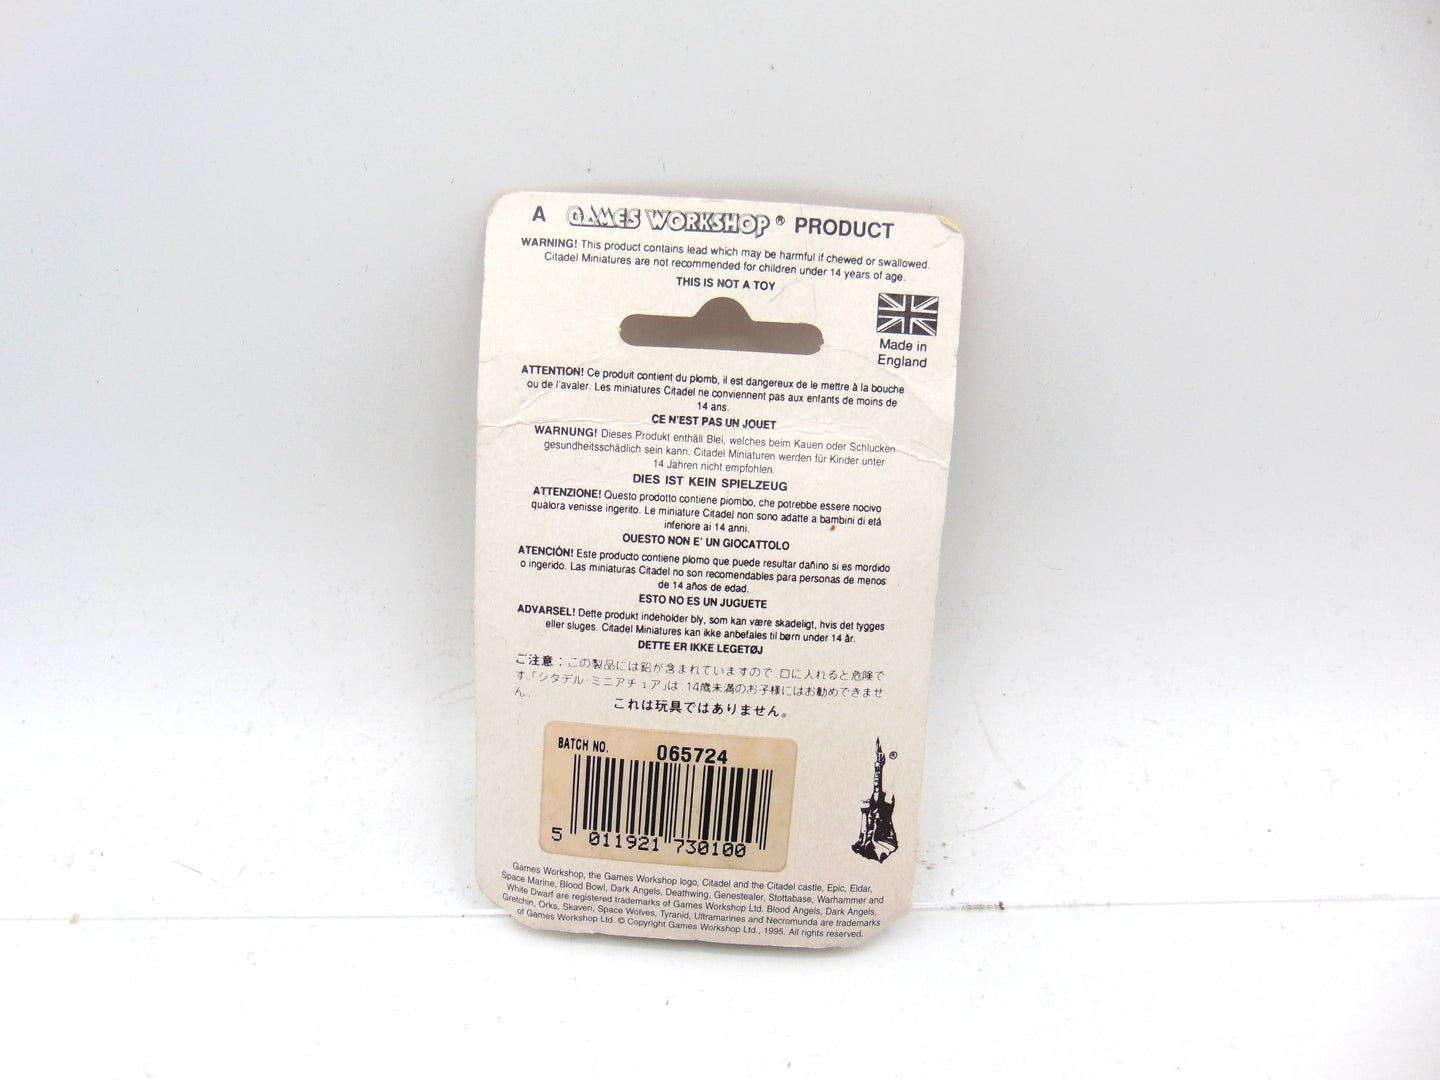 A GAMES WORKSHOP® PRODUCT
WARNING! This product contains lead which may be harmful if chewed or swallowed.
Citadel Miniatures are not recommended for children under 14 years of age.
THIS IS NOT A TOY
Made in
England
ATTENTION! Ce produit contient du plomb, il est dangereux de le mettre à la bouche
ou de l'avaler. Les miniatures Citadel ne conviennent pas aux enfants de moins de
14 ans.
CE N'EST PAS UN JOUET
WARNUNG! Dieses Produkt enthält Blei, welches beim Kauen oder Schlucken
gesundheitsschädlich sein kann. Citadel Miniaturen werden für Kinder unter
14 Jahren nicht empfohlen.
DIES IST KEIN SPIELZEUG
ATTENZIONE! Questo prodotto contiene piombo, che potrebbe essere nocivo
qualora venisse ingerito. Le miniature Citadel non sono adatte a bambini di etá
inferiore ai 14 anni.
OUESTO NON E' UN GIOCATTOLO
ATENCIÓN! Este producto contiene plomo que puede resultar dañino si es mordido
o ingerido. Las miniaturas Citadel no son recomendables para personas de menos
de 14 años de edad.
ESTO NO ES UN JUGUETE
ADVARSEL! Dette produkt indeholder bly, som kan være skadeligt, hvis det tygges
eller sluges. Citadel Miniatures kan ikke anbefales til børn under 14 år.
DETTE ER IKKE LEGETØJ
ご注意：この製品には鉛が含まれていますので、口に入れると危険で
す。「シタデル・ミニアチュア」は、14歳未満のお子様にはお勧めできませ
ん。
これは玩具ではありません。
BATCH NO. 065724
5 011921 730100
®
Games Workshop, the Games Workshop logo, Citadel and the Citadel castle, Epic, Eldar,
Space Marine, Blood Bowl, Dark Angels, Deathwing, Genestealer, Stottabase, Warhammer and
White Dwarf are registered trademarks of Games Workshop Ltd. Blood Angels, Dark Angels,
Gretchin, Orks, Skaven, Space Wolves, Tyranid, Ultramarines and Necromunda are trademarks
of Games Workshop Ltd. © Copyright Games Workshop Ltd., 1995. All rights reserved.